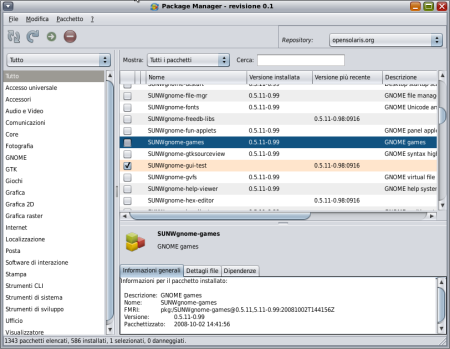 Package Manager - revisione 0.1
File Modifica Pacchetto ?
Repository: opensolaris.org
Tutto
Mostra: Tutti i pacchetti Cerca:
Tutto
Accesso universale
Accessori
Audio e Video
Comunicazioni
Core
Fotografia
GNOME
GTK
Giochi
Grafica
Grafica 2D
Grafica raster
Internet
Localizzazione
Posta
Software di interazione
Stampa
Strumenti CLI
Strumenti di sistema
Strumenti di sviluppo
Ufficio
Visualizzatore
Nome Versione installata Versione più recente Descrizione
SUNWgnome-file-mgr 0.5.11-0.99 GNOME file manag
SUNWgnome-fonts 0.5.11-0.99 GNOME Unicode an
SUNWgnome-freedb-libs 0.5.11-0.98:0916
SUNWgnome-fun-applets 0.5.11-0.99 GNOME panel appl
SUNWgnome-games 0.5.11-0.99 GNOME games
SUNWgnome-gtksourceview 0.5.11-0.99 GNOME syntax hig
SUNWgnome-gui-test 0.5.11-0.98:0916
SUNWgnome-gvfs 0.5.11-0.99 GNOME virtual file
SUNWgnome-help-viewer 0.5.11-0.99 GNOME help system
SUNWgnome-hex-editor 0.5.11-0.98:0916
SUNWgnome-games
GNOME games
Informazioni generali Dettagli file Dipendenze
Informazioni per il pacchetto installato:
Descrizione: GNOME games
Nome: SUNWgnome-games
FMRI: pkg:/SUNWgnome-games@0.5.11,5.11-0.99:20081002T144156Z
Versione: 0.5.11-0.99
Pacchettizzato: 2008-10-02 14:41:56
1343 pacchetti elencati, 586 installati, 1 selezionati, 0 danneggati.